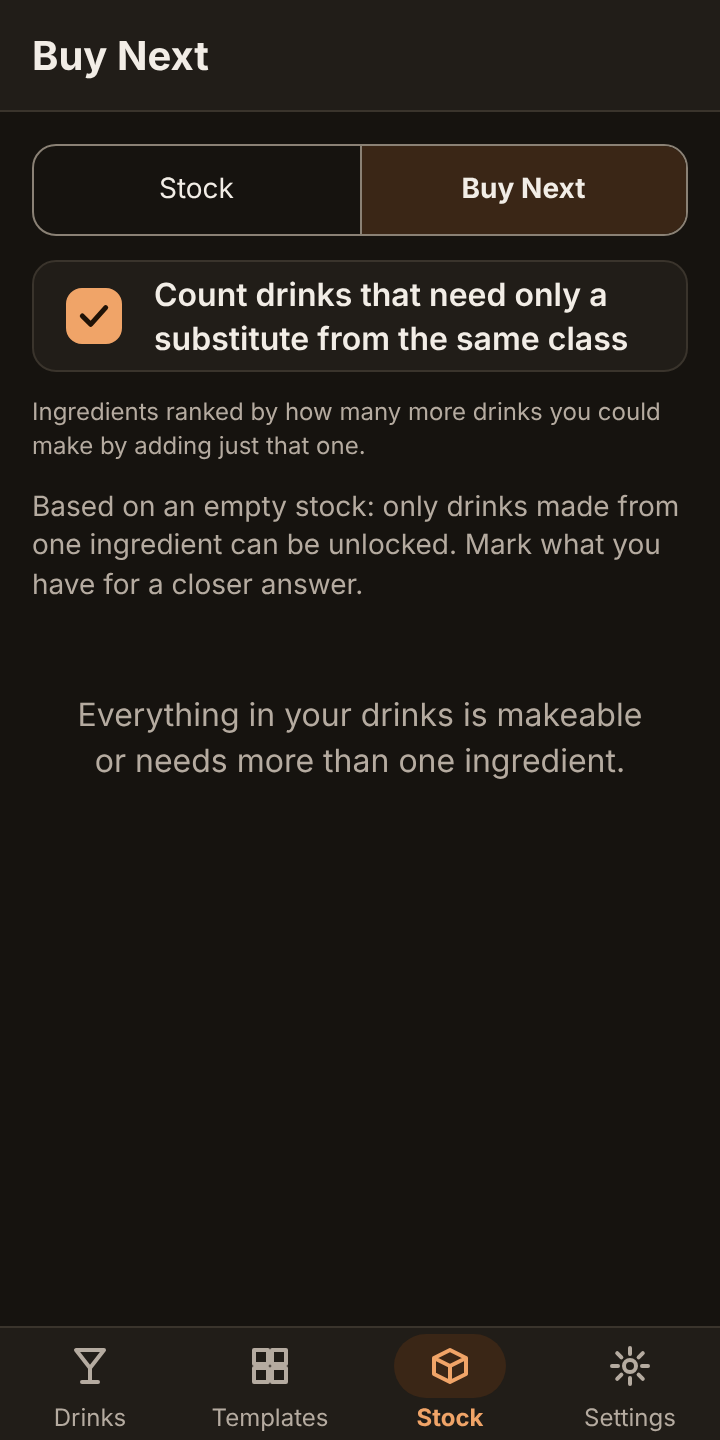 Buy Next
Stock
Buy Next
Count drinks that need only a
substitute from the same class
Ingredients ranked by how many more drinks you could
make by adding just that one.
Based on an empty stock: only drinks made from
one ingredient can be unlocked. Mark what you
have for a closer answer.
Everything in your drinks is makeable
or needs more than one ingredient.
Drinks
Templates
Stock
Settings